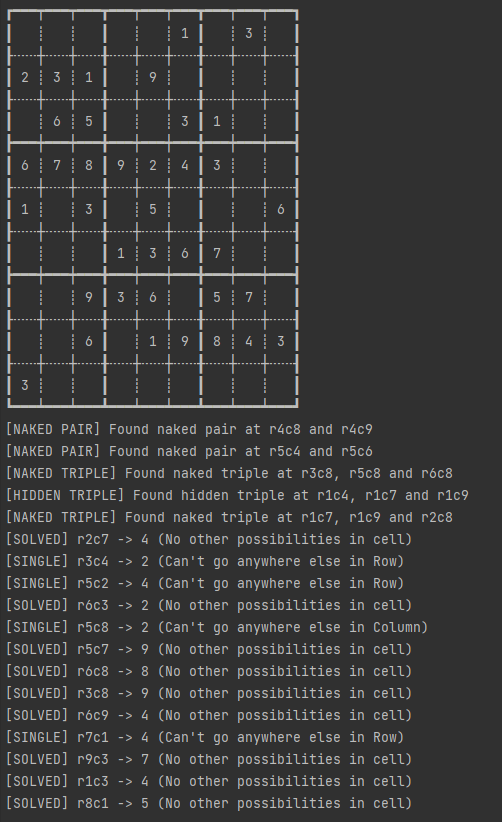 1 3
2 3 1 9
6 5 3 1
6 7 8 9 2 4 3
1 3 5 6
1 3 6 7
9 3 6 5 7
6 1 9 8 4 3
3
[NAKED PAIR] Found naked pair at r4c8 and r4c9
[NAKED PAIR] Found naked pair at r5c4 and r5c6
[NAKED TRIPLE] Found naked triple at r3c8, r5c8 and r6c8
[HIDDEN TRIPLE] Found hidden triple at r1c4, r1c7 and r1c9
[NAKED TRIPLE] Found naked triple at r1c7, r1c9 and r2c8
[SOLVED] r2c7 -> 4 (No other possibilities in cell)
[SINGLE] r3c4 -> 2 (Can't go anywhere else in Row)
[SINGLE] r5c2 -> 4 (Can't go anywhere else in Row)
[SOLVED] r6c3 -> 2 (No other possibilities in cell)
[SINGLE] r5c8 -> 2 (Can't go anywhere else in Column)
[SOLVED] r5c7 -> 9 (No other possibilities in cell)
[SOLVED] r6c8 -> 8 (No other possibilities in cell)
[SOLVED] r3c8 -> 9 (No other possibilities in cell)
[SOLVED] r6c9 -> 4 (No other possibilities in cell)
[SINGLE] r7c1 -> 4 (Can't go anywhere else in Row)
[SOLVED] r9c3 -> 7 (No other possibilities in cell)
[SOLVED] r1c3 -> 4 (No other possibilities in cell)
[SOLVED] r8c1 -> 5 (No other possibilities in cell)